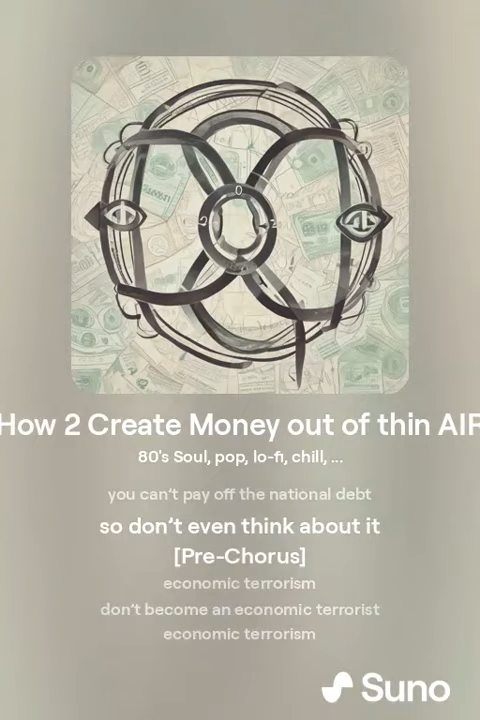 How 2 Create Money out of thin AIR
80's Soul, pop, lo-fi, chill, ...
you can't pay off the national debt
so don't even think about it
[Pre-Chorus]
economic terrorism
don't become an economic terrorist
economic terrorism
Suno